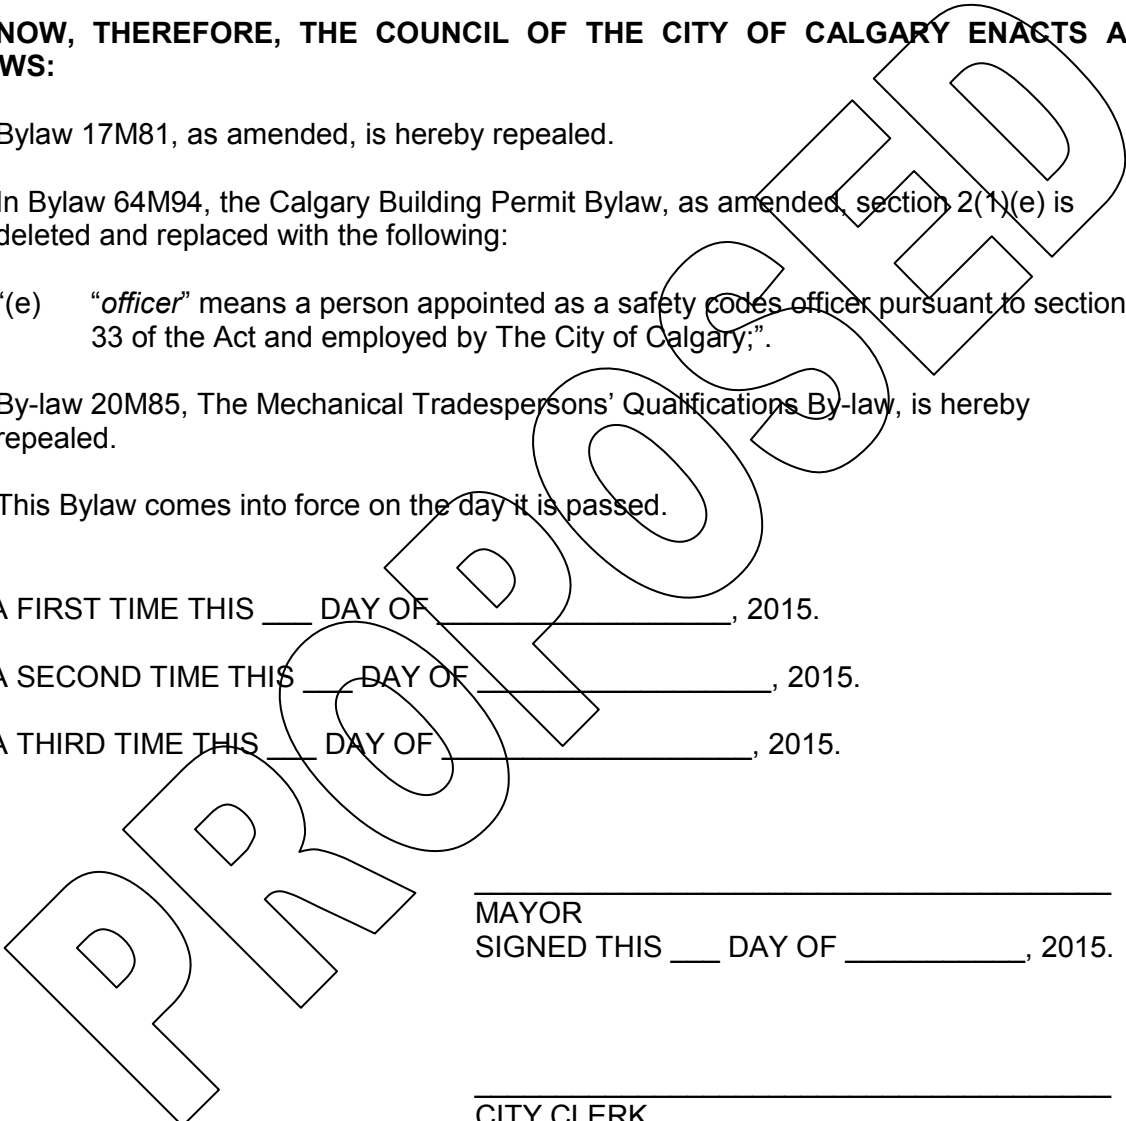 NOW, THEREFORE, THE COUNCIL OF THE CITY OF CALGARY ENACTS A
WS:
Bylaw 17M81, as amended, is hereby repealed.
In Bylaw 64M94, the Calgary Building Permit Bylaw, as amended, section 2(1)(e) is
deleted and replaced with the following:
“(e) “officer” means a person appointed as a safety codes officer pursuant to section
33 of the Act and employed by The City of Calgary;”.
By-law 20M85, The Mechanical Tradespersons’ Qualifications By-law, is hereby
repealed.
This Bylaw comes into force on the day it is passed.
A FIRST TIME THIS ___ DAY OF __________________, 2015.
A SECOND TIME THIS ___ DAY OF __________________, 2015.
A THIRD TIME THIS ___ DAY OF ___________________, 2015.
MAYOR
SIGNED THIS ___ DAY OF ___________, 2015.
CITY CLERK
PROPOSED